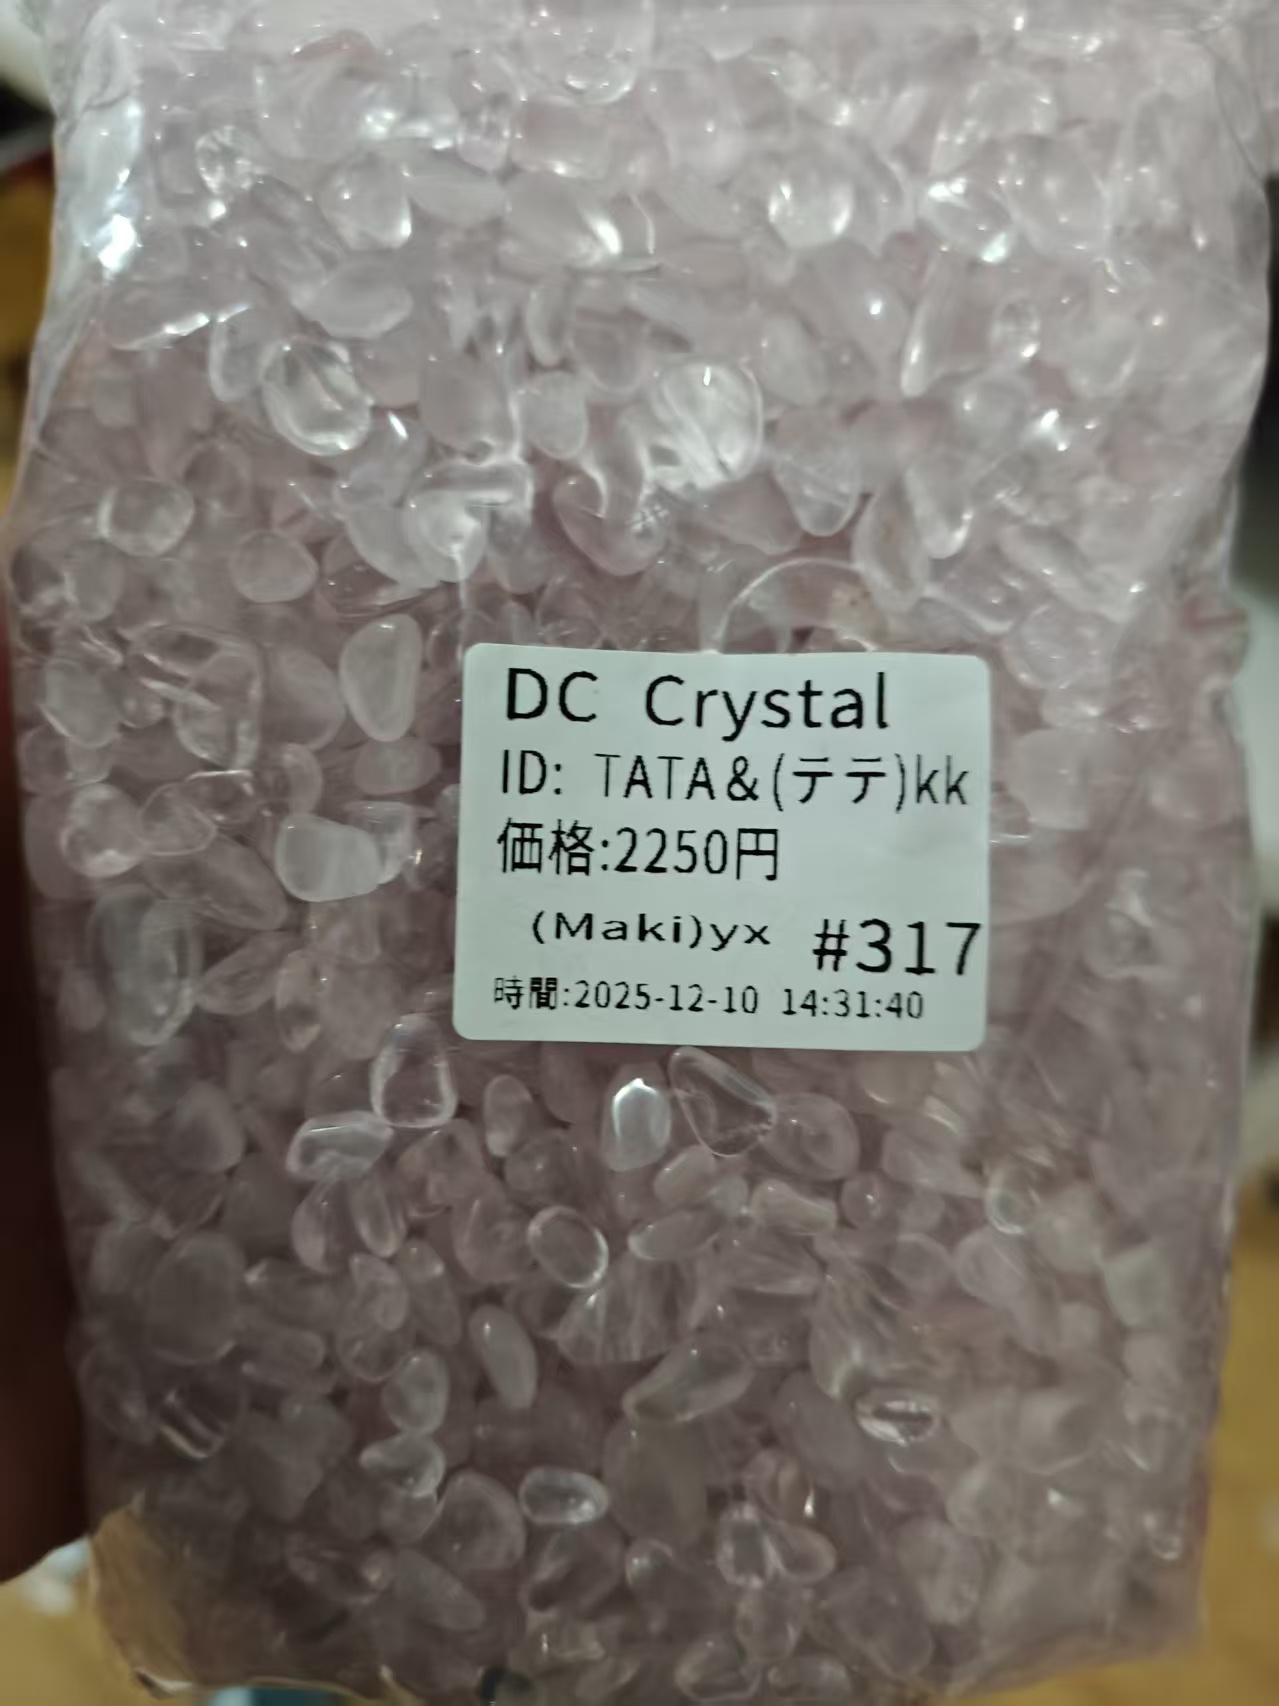 DC Crystal
ID: TATA&(テテ)kk
価格:2250円
(Maki)yx #317
時間:2025-12-10 14:31:40